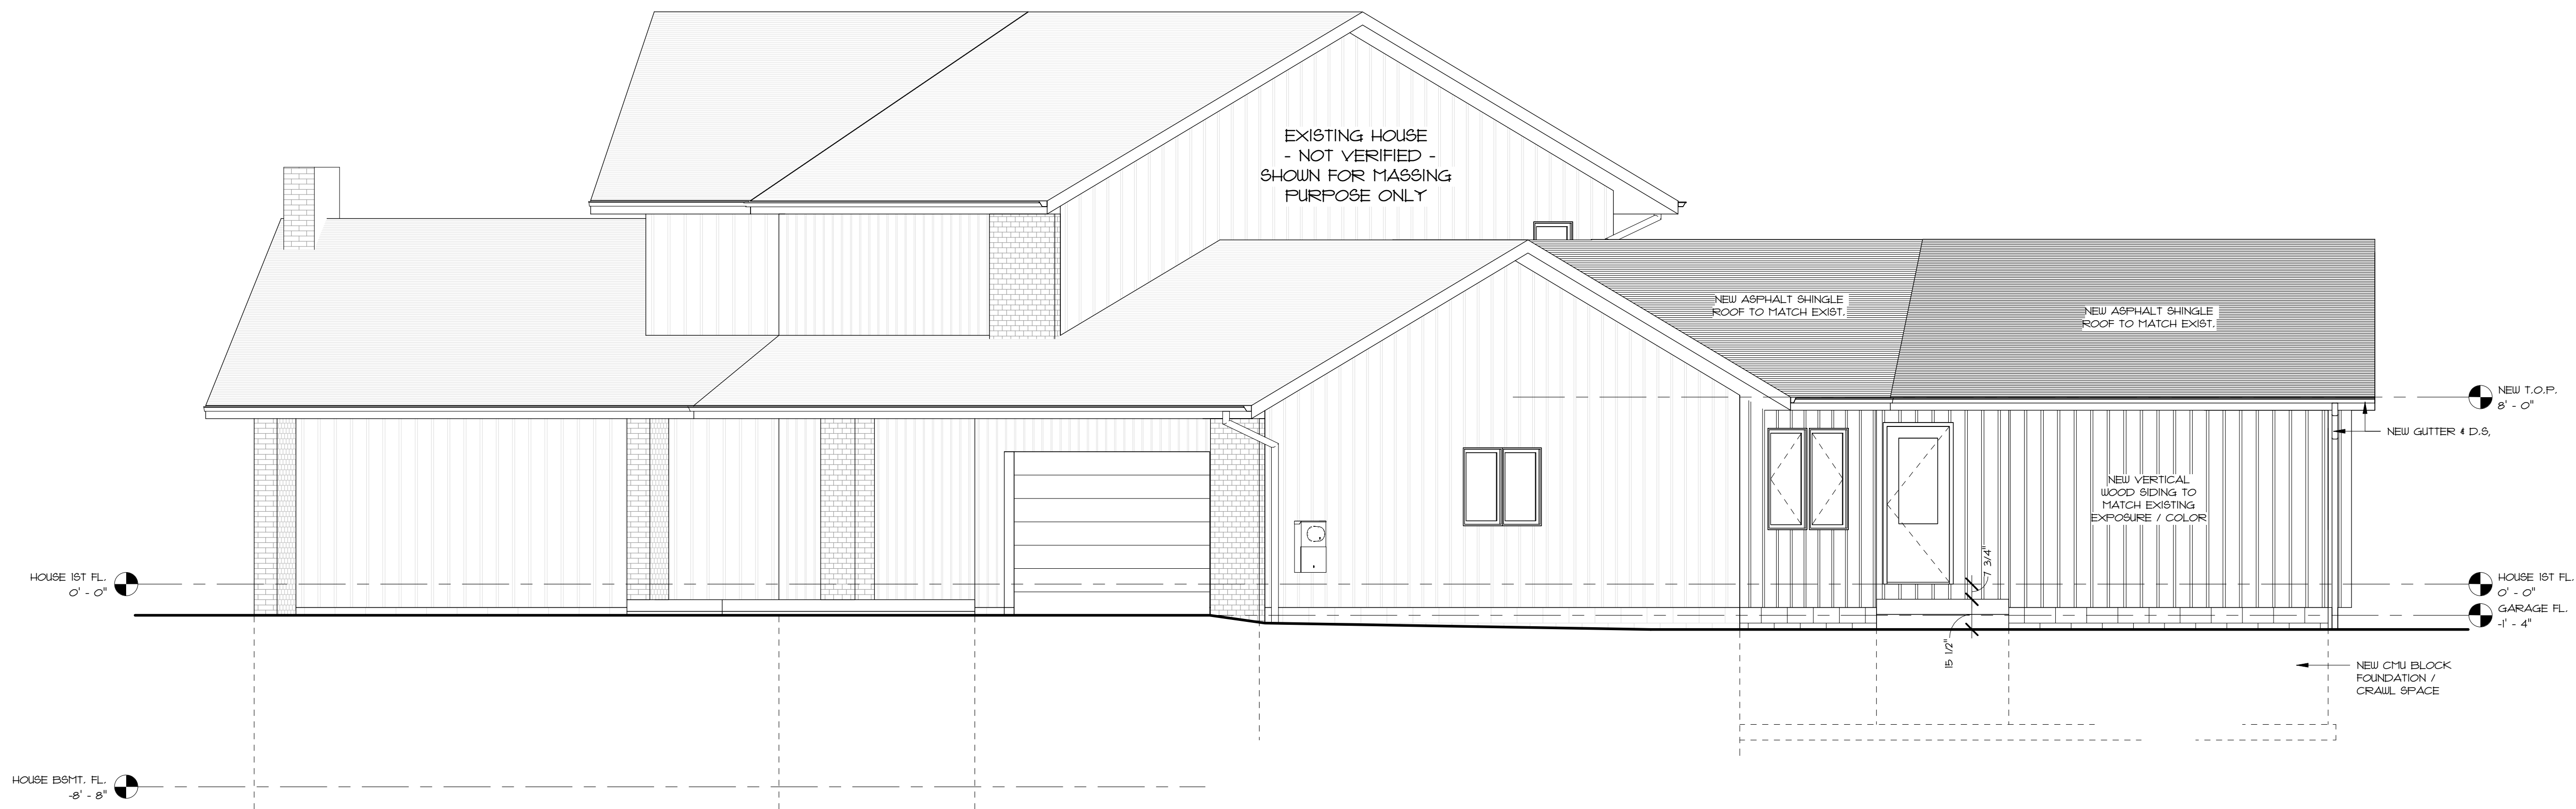 EXISTING HOUSE
- NOT VERIFIED -
SHOWN FOR MASSING
PURPOSE ONLY
NEW ASPHALT SHINGLE
ROOF TO MATCH EXIST.
NEW ASPHALT SHINGLE
ROOF TO MATCH EXIST.
NEW T.O.P.
8' - 0"
NEW GUTTER & D.S,
NEW VERTICAL
WOOD SIDING TO
MATCH EXISTING
EXPOSURE / COLOR
7 3/4"
HOUSE 1ST FL.
0' - 0"
HOUSE 1ST FL.
0' - 0"
GARAGE FL.
-1' - 4"
15 1/2"
NEW CMU BLOCK
FOUNDATION /
CRAWL SPACE
HOUSE BSMT. FL.
-8' - 8"